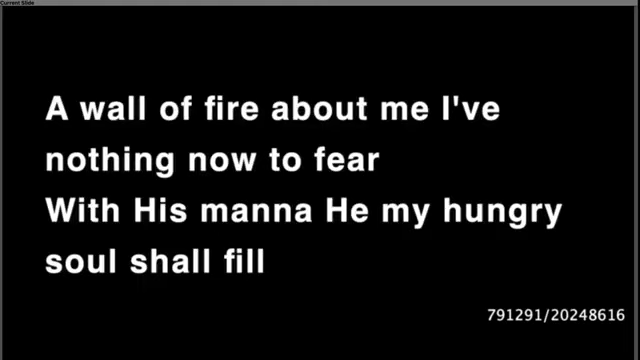 Current Slide
A wall of fire about me I've
nothing now to fear
With His manna He my hungry
soul shall fill
791291/20248616